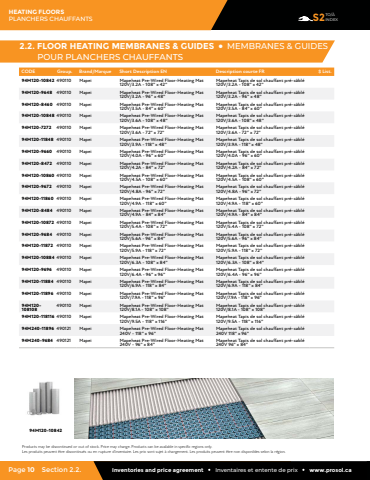 HEATING FLOORS
PLANCHERS CHAUFFANTS
S2
2.2. FLOOR HEATING MEMBRANES & GUIDES • MEMBRANES & GUIDES
POUR PLANCHERS CHAUFFANTS
CODE Group. Brand/Marque Short Description EN Description courte FR $ List.
94M120-10842 490110 Mapei Mapeheat Pre-Wired Floor-Heating Mat Mapeheat Tapis de sol chauffant pré-câblé
120V/3.2A - 108" x 42" 120V/3.2A - 108" x 42"
94M120-9648 490110 Mapei Mapeheat Pre-Wired Floor-Heating Mat Mapeheat Tapis de sol chauffant pré-câblé
120V/3.2A - 96" x 48" 120V/3.2A - 96" x 48"
94M120-8460 490110 Mapei Mapeheat Pre-Wired Floor-Heating Mat Mapeheat Tapis de sol chauffant pré-câblé
120V/3.5A - 84" x 60" 120V/3.5A - 84" x 60"
94M120-10848 490110 Mapei Mapeheat Pre-Wired Floor-Heating Mat Mapeheat Tapis de sol chauffant pré-câblé
120V/3.6A - 108" x 48" 120V/3.6A - 108" x 48"
94M120-7272 490110 Mapei Mapeheat Pre-Wired Floor-Heating Mat Mapeheat Tapis de sol chauffant pré-câblé
120V/3.6A - 72" x 72" 120V/3.6A - 72" x 72"
94M120-11848 490110 Mapei Mapeheat Pre-Wired Floor-Heating Mat Mapeheat Tapis de sol chauffant pré-câblé
120V/3.9A - 118" x 48" 120V/3.9A - 118" x 48"
94M120-9660 490110 Mapei Mapeheat Pre-Wired Floor-Heating Mat Mapeheat Tapis de sol chauffant pré-câblé
120V/4.0A - 96" x 60" 120V/4.0A - 96" x 60"
94M120-8472 490110 Mapei Mapeheat Pre-Wired Floor-Heating Mat Mapeheat Tapis de sol chauffant pré-câblé
120V/4.2A - 84" x 72" 120V/4.2A - 84" x 72"
94M120-10860 490110 Mapei Mapeheat Pre-Wired Floor-Heating Mat Mapeheat Tapis de sol chauffant pré-câblé
120V/4.5A - 108" x 60" 120V/4.5A - 108" x 60"
94M120-9672 490110 Mapei Mapeheat Pre-Wired Floor-Heating Mat Mapeheat Tapis de sol chauffant pré-câblé
120V/4.8A - 96" x 72" 120V/4.8A - 96" x 72"
94M120-11860 490110 Mapei Mapeheat Pre-Wired Floor-Heating Mat Mapeheat Tapis de sol chauffant pré-câblé
120V/4.9A - 118" x 60" 120V/4.9A - 118" x 60"
94M120-8484 490110 Mapei Mapeheat Pre-Wired Floor-Heating Mat Mapeheat Tapis de sol chauffant pré-câblé
120V/4.9A - 84" x 84" 120V/4.9A - 84" x 84"
94M120-10872 490110 Mapei Mapeheat Pre-Wired Floor-Heating Mat Mapeheat Tapis de sol chauffant pré-câblé
120V/5.4A - 108" x 72" 120V/5.4A - 108" x 72"
94M120-9684 490110 Mapei Mapeheat Pre-Wired Floor-Heating Mat Mapeheat Tapis de sol chauffant pré-câblé
120V/5.6A - 96" x 84" 120V/5.6A - 96" x 84"
94M120-11872 490110 Mapei Mapeheat Pre-Wired Floor-Heating Mat Mapeheat Tapis de sol chauffant pré-câblé
120V/5.9A - 118" x 72" 120V/5.9A - 118" x 72"
94M120-10884 490110 Mapei Mapeheat Pre-Wired Floor-Heating Mat Mapeheat Tapis de sol chauffant pré-câblé
120V/6.3A - 108" x 84" 120V/6.3A - 108" x 84"
94M120-9696 490110 Mapei Mapeheat Pre-Wired Floor-Heating Mat Mapeheat Tapis de sol chauffant pré-câblé
120V/6.4A - 96" x 96" 120V/6.4A - 96" x 96"
94M120-11884 490110 Mapei Mapeheat Pre-Wired Floor-Heating Mat Mapeheat Tapis de sol chauffant pré-câblé
120V/6.9A - 118" x 84" 120V/6.9A - 118" x 84"
94M120-11896 490110 Mapei Mapeheat Pre-Wired Floor-Heating Mat Mapeheat Tapis de sol chauffant pré-câblé
120V/7.9A - 118" x 96" 120V/7.9A - 118" x 96"
94M120- 490110 Mapei Mapeheat Pre-Wired Floor-Heating Mat Mapeheat Tapis de sol chauffant pré-câblé
108108 120V/8.1A - 108" x 108" 120V/8.1A - 108" x 108"
94M120-118116 490110 Mapei Mapeheat Pre-Wired Floor-Heating Mat Mapeheat Tapis de sol chauffant pré-câblé
120V/9.5A - 118" x 116" 120V/9.5A - 118" x 116"
94M240-11896 490121 Mapei Mapeheat Pre-Wired Floor-Heating Mat Mapeheat Tapis de sol chauffant pré-câblé
240V - 118" x 96" 240V 118" x 96"
94M240-9684 490121 Mapei Mapeheat Pre-Wired Floor-Heating Mat Mapeheat Tapis de sol chauffant pré-câblé
240V - 96" x 84" 240V 96" x 84"
94M120-10842
Products may be discontinued or out of stock. Price may change. Products can be available in specific regions only.
Les produits peuvent être discontinués ou en rupture d'inventaire. Les prix sont sujet à changement. Les produits peuvent être non disponibles selon la région.
Page 10 Section 2.2. Inventories and price agreement • Inventaires et entente de prix • www.prosol.ca